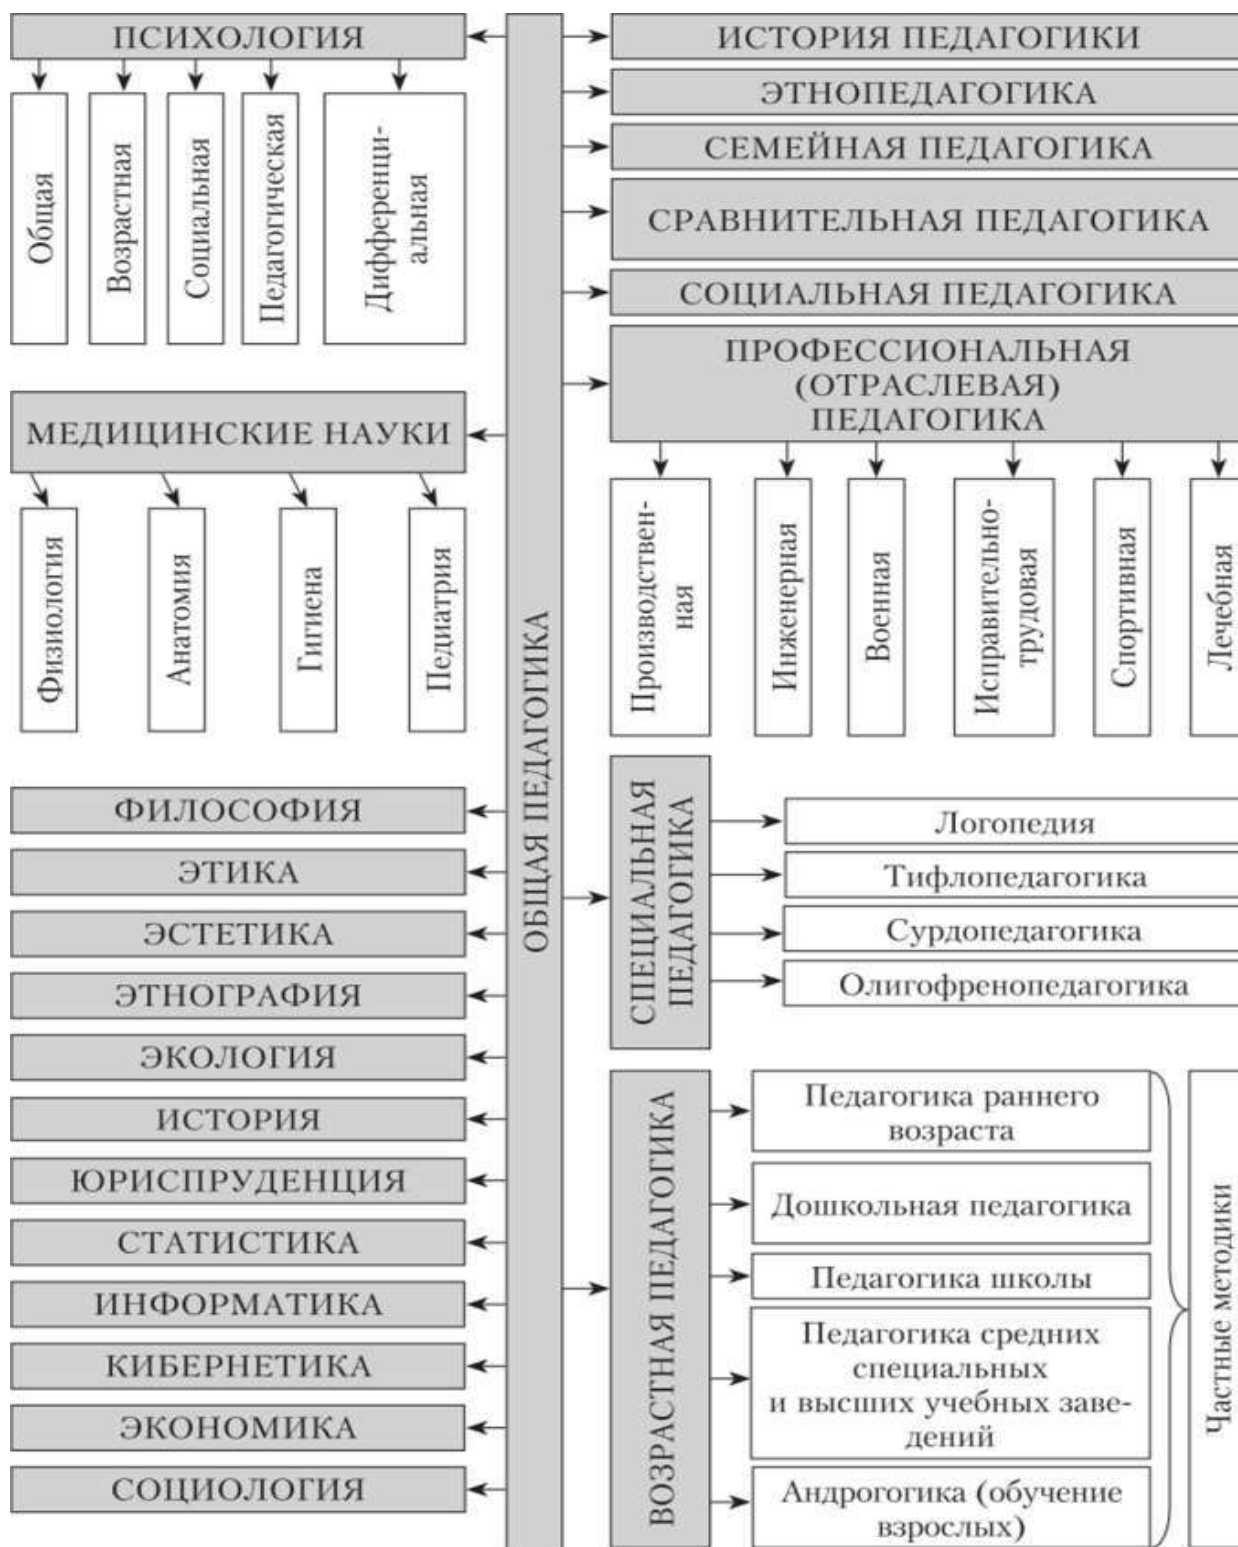 ПСИХОЛОГИЯ
Общая
Возрастная
Социальная
Педагогическая
Дифференци-
альная
МЕДИЦИНСКИЕ НАУКИ
Физиология
Анатомия
Гигиена
Педиатрия
ФИЛОСОФИЯ
ЭТИКА
ЭСТЕТИКА
ЭТНОГРАФИЯ
ЭКОЛОГИЯ
ИСТОРИЯ
ЮРИСПРУДЕНЦИЯ
СТАТИСТИКА
ИНФОРМАТИКА
КИБЕРНЕТИКА
ЭКОНОМИКА
СОЦИОЛОГИЯ
ОБЩАЯ ПЕДАГОГИКА
ИСТОРИЯ ПЕДАГОГИКИ
ЭТНОПЕДАГОГИКА
СЕМЕЙНАЯ ПЕДАГОГИКА
СРАВНИТЕЛЬНАЯ ПЕДАГОГИКА
СОЦИАЛЬНАЯ ПЕДАГОГИКА
ПРОФЕССИОНАЛЬНАЯ
(ОТРАСЛЕВАЯ)
ПЕДАГОГИКА
Производствен-
ная
Инженерная
Военная
Исправительно-
трудовая
Спортивная
Лечебная
СПЕЦИАЛЬНАЯ
ПЕДАГОГИКА
Логопедия
Тифлопедагогика
Сурдопедагогика
Олигофренопедагогика
ВОЗРАСТНАЯ ПЕДАГОГИКА
Педагогика раннего
возраста
Дошкольная педагогика
Педагогика школы
Педагогика средних
специальных
и высших учебных заве-
дений
Андрогогика (обучение
взрослых)
Частные методики